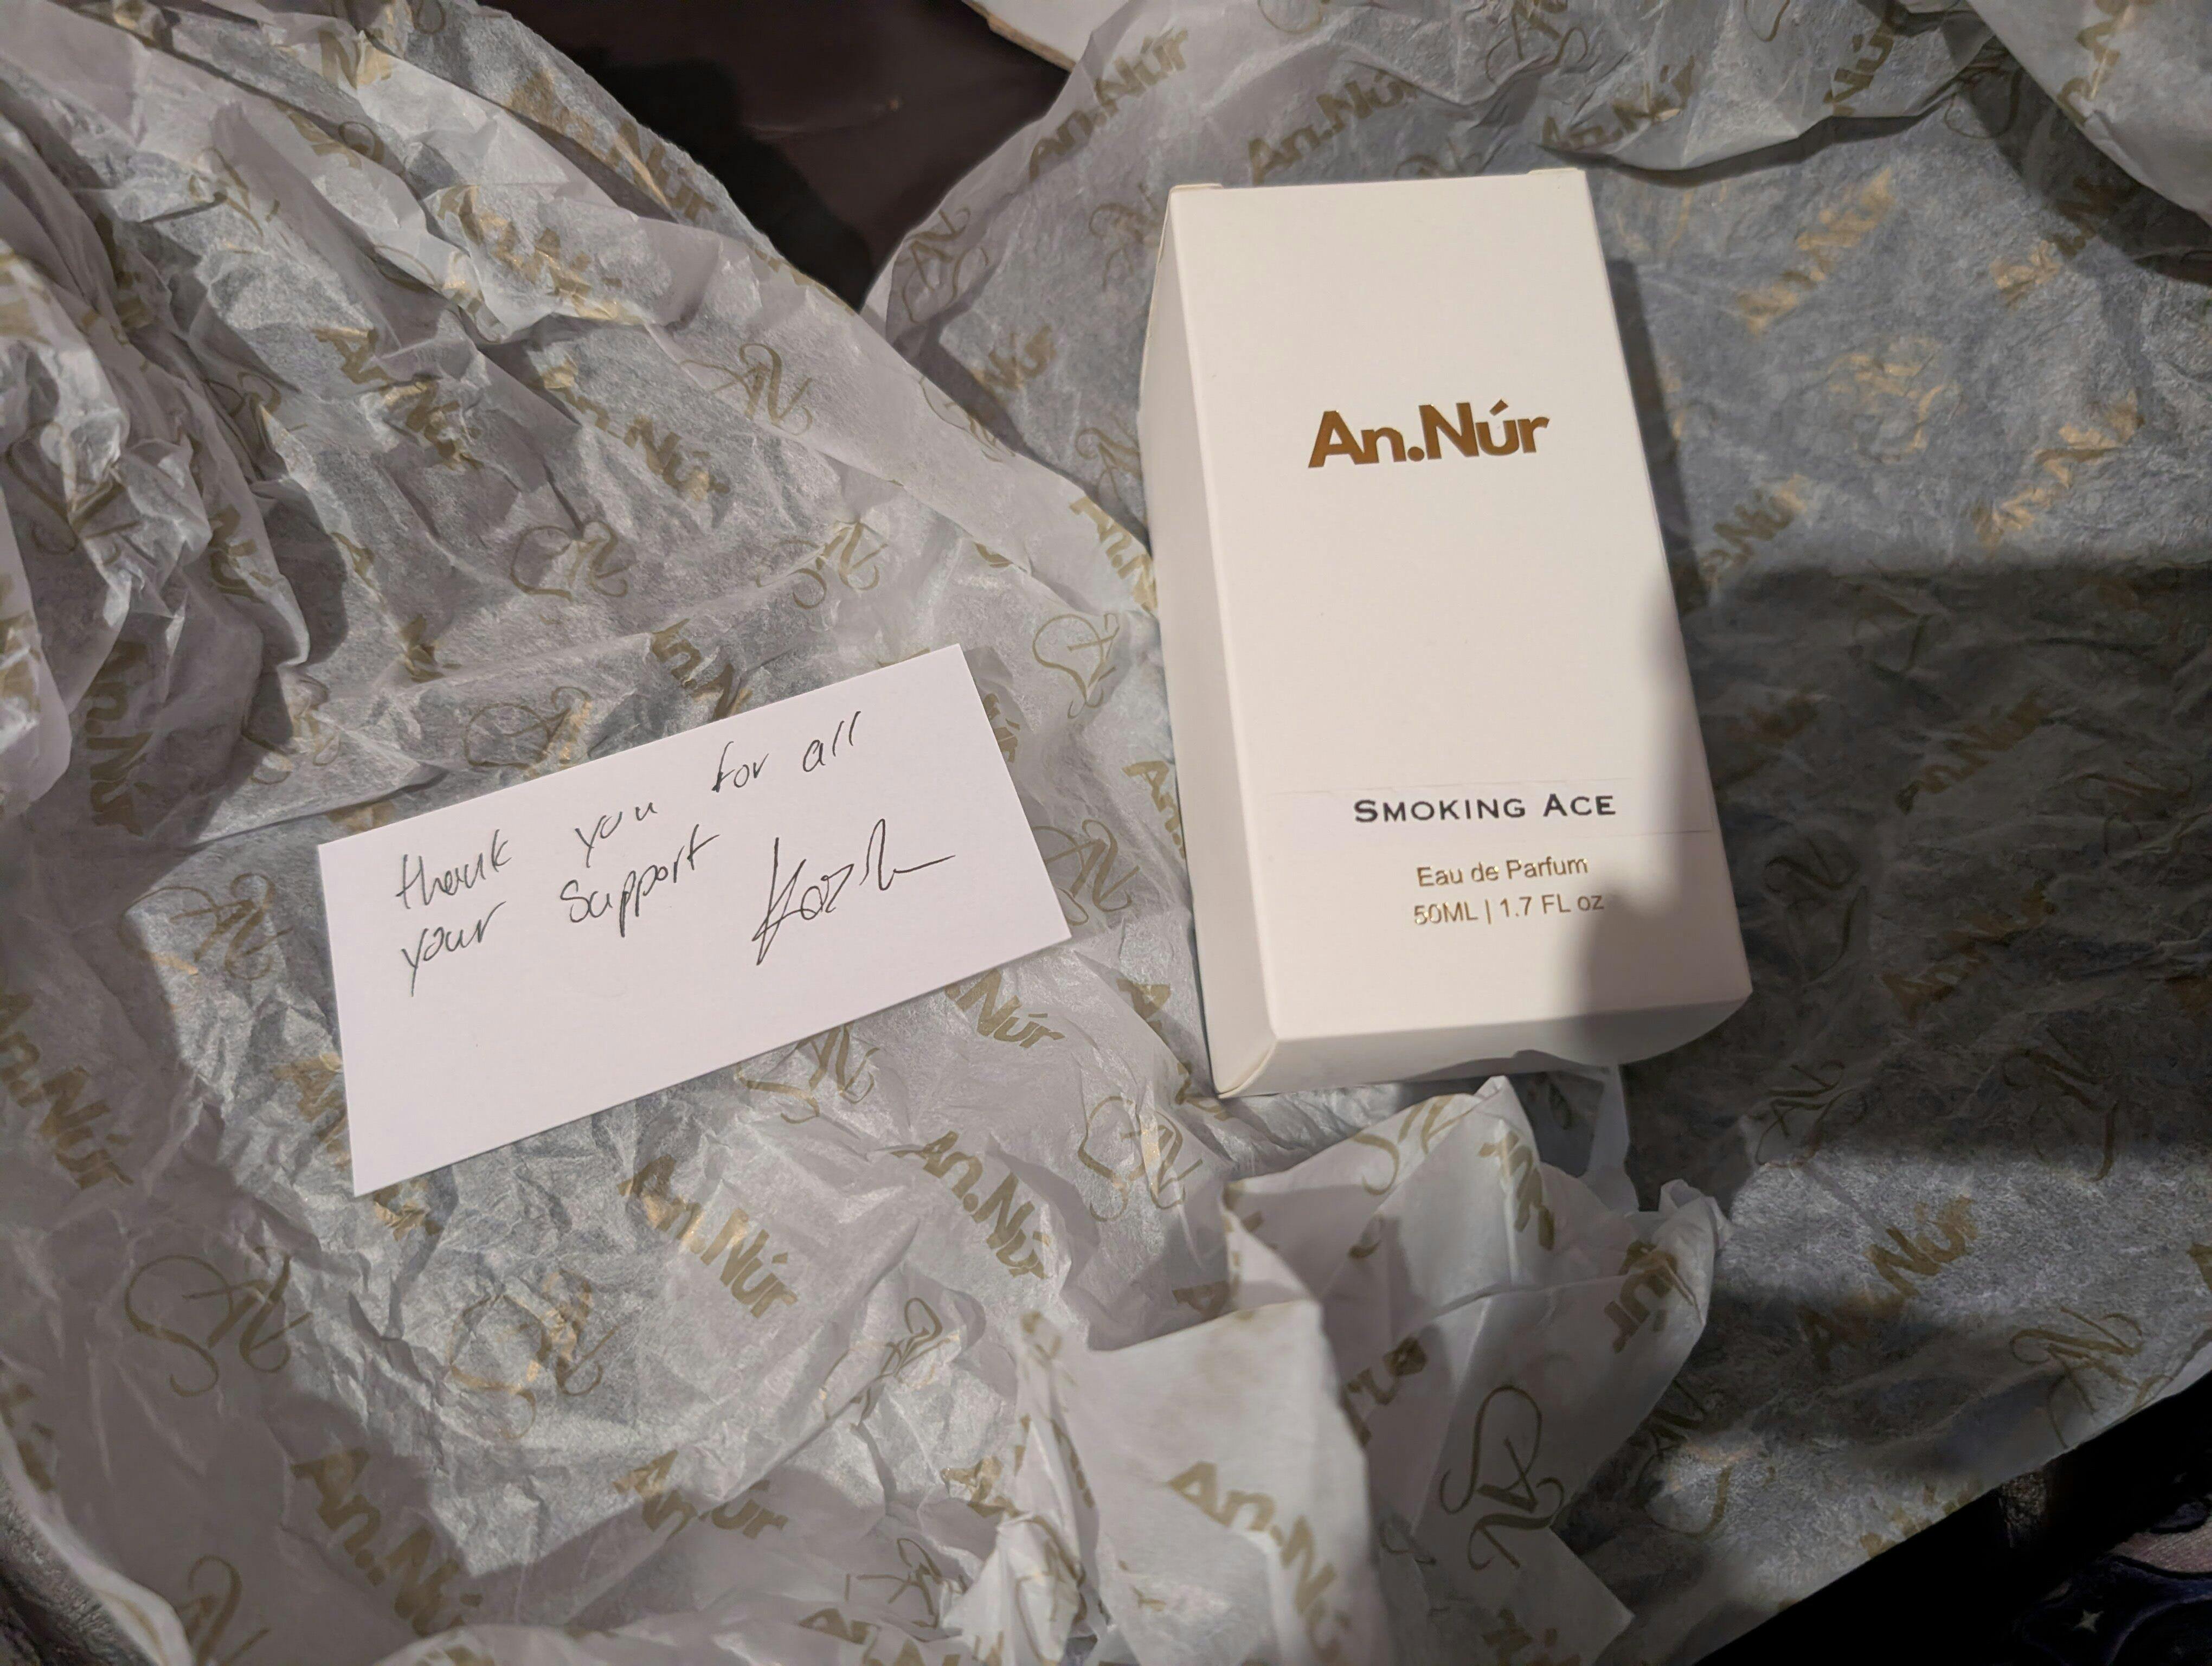 thank you for all
your support
An.Núr
SMOKING ACE
Eau de Parfum
50ML | 1.7 FL oz